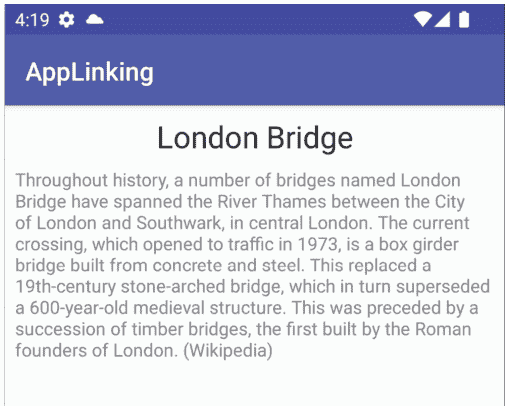 4:19
AppLinking
London Bridge
Throughout history, a number of bridges named London
Bridge have spanned the River Thames between the City
of London and Southwark, in central London. The current
crossing, which opened to traffic in 1973, is a box girder
bridge built from concrete and steel. This replaced a
19th-century stone-arched bridge, which in turn superseded
a 600-year-old medieval structure. This was preceded by a
succession of timber bridges, the first built by the Roman
founders of London. (Wikipedia)